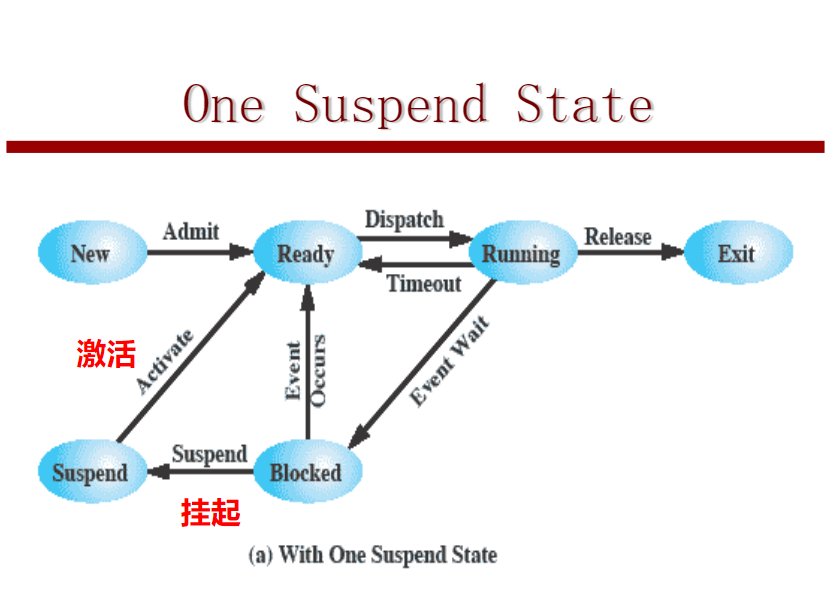 One Suspend State
New
Admit
Ready
Dispatch
Timeout
Running
Release
Exit
激活
Activate
Event
Occurs
Event Wait
Suspend
Suspend
Blocked
挂起
(a) With One Suspend State